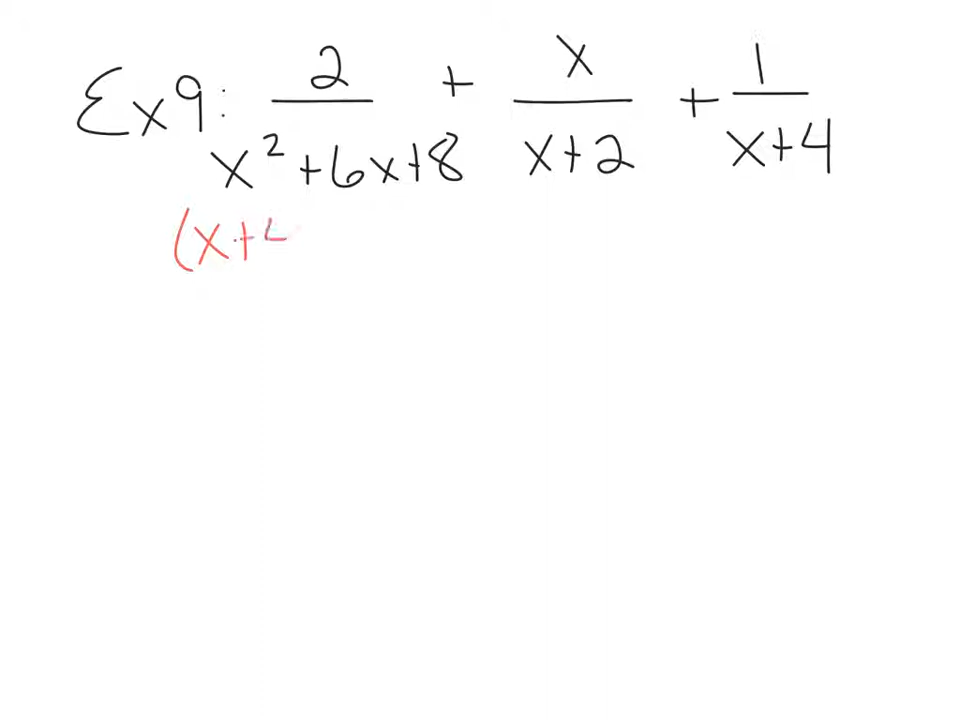 Ex9: 2/(x²+6x+8) + x/(x+2) + 1/(x+4)
(x+